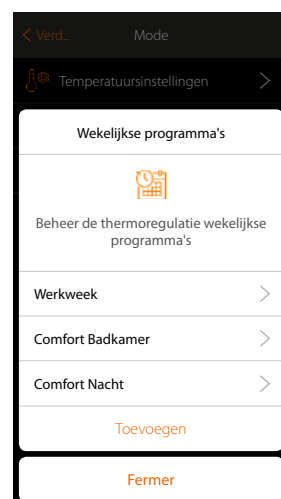 Verd...
Mode
Temperatuursinstellingen
Wekelijkse programma's
Beheer de thermoregulatie wekelijkse
programma's
Werkweek
Comfort Badkamer
Comfort Nacht
Toevoegen
Fermer